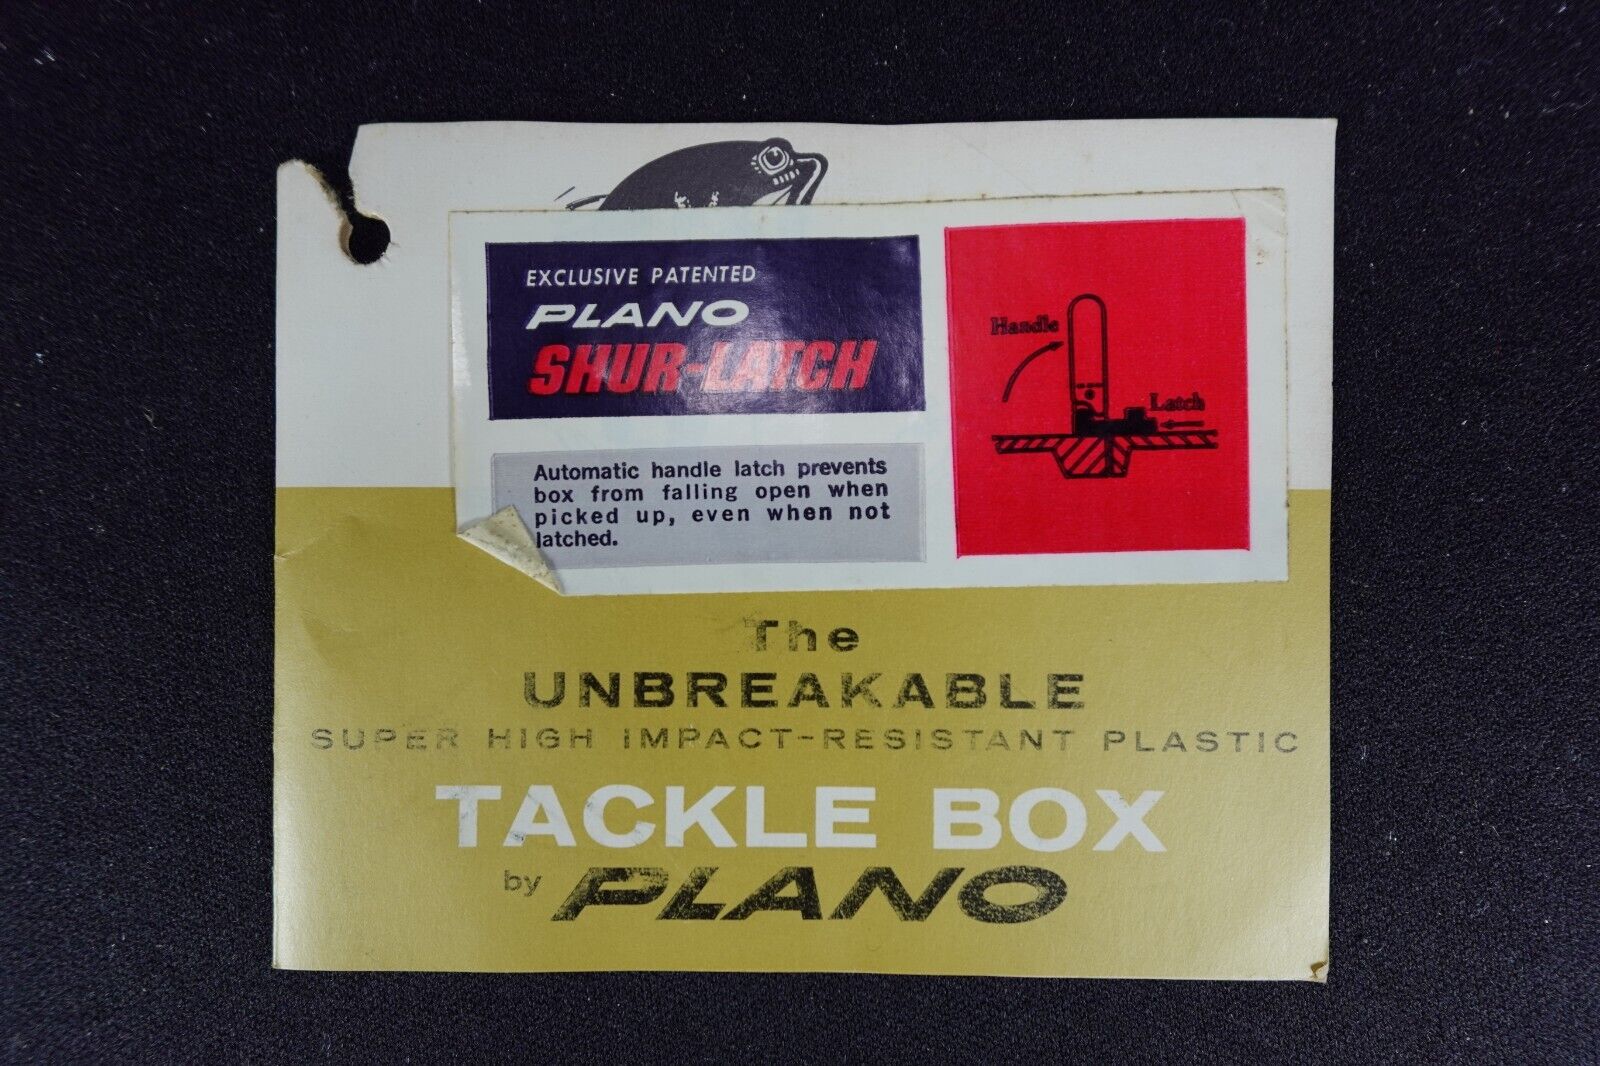 EXCLUSIVE PATENTED
PLANO
SHUR-LATCH
Automatic handle latch prevents
box from falling open when
picked up, even when not
latched.
Handle
Latch
The
UNBREAKABLE
SUPER HIGH IMPACT-RESISTANT PLASTIC
TACKLE BOX
by PLANO